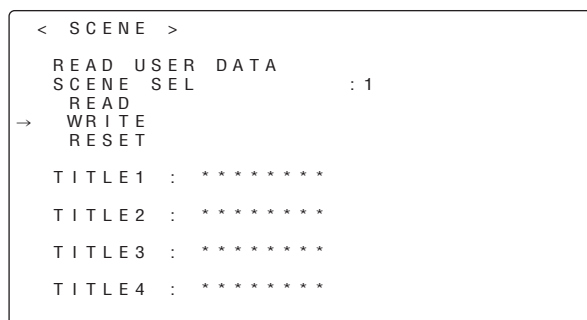 < SCENE >
READ USER DATA
SCENE SEL :1
READ
→ WRITE
RESET
TITLE1 : ********
TITLE2 : ********
TITLE3 : ********
TITLE4 : ********